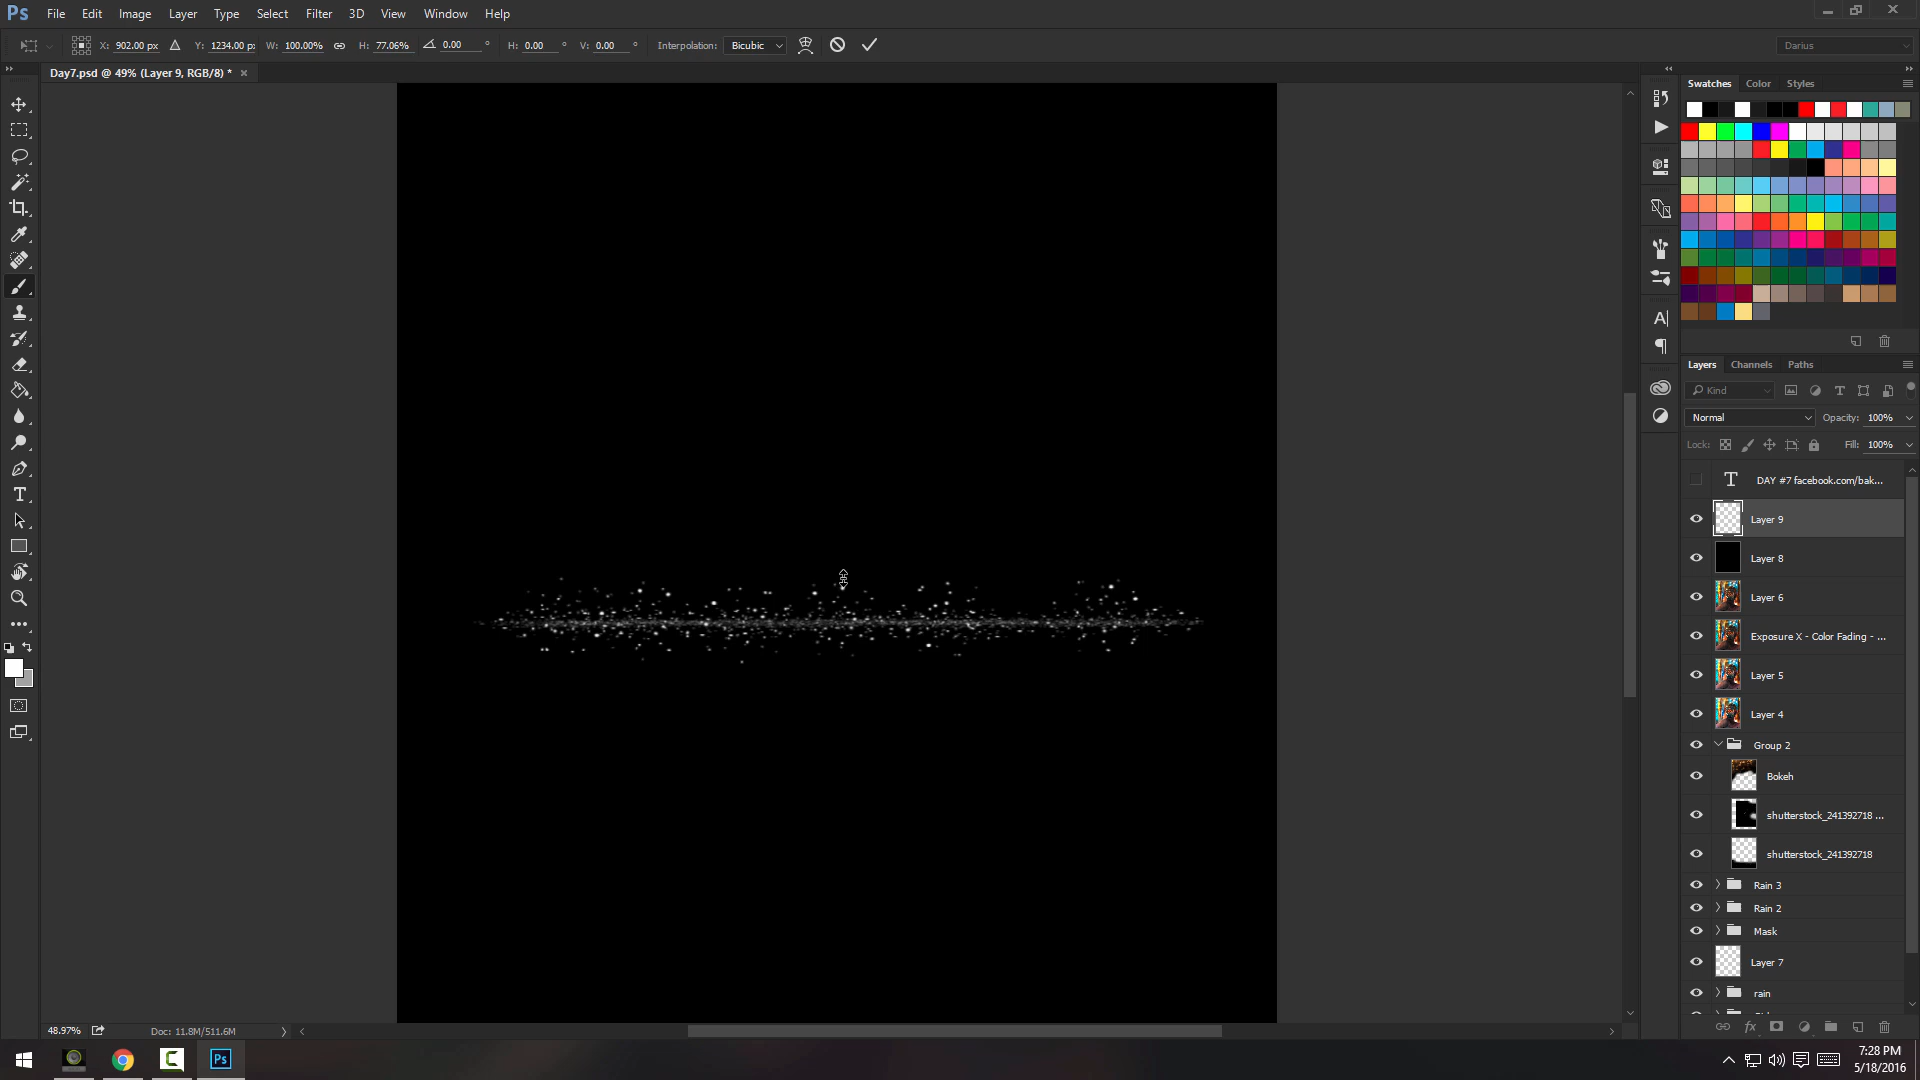 Ps File Edit Image Layer Type Select Filter 3D View Window Help
X: 902.00 px Y: 1234.00 p: W: 100.00% H: 77.06% 0.00 ° H: 0.00 ° V: 0.00 ° Interpolation: Bicubic Darius
Day7.psd @ 49% (Layer 9, RGB/8) * ×
Swatches Color Styles
Layers Channels Paths
Kind
Normal Opacity: 100%
Lock: Fill: 100%
DAY #7 facebook.com/bak...
Layer 9
Layer 8
Layer 6
Exposure X - Color Fading - ...
Layer 5
Layer 4
Group 2
Bokeh
shutterstock_241392718 ...
shutterstock_241392718
Rain 3
Rain 2
Mask
Layer 7
rain
48.97% Doc: 11.8M/511.6M
Ps
7:28 PM
5/18/2016